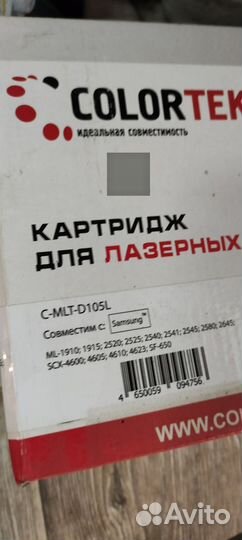 COLORTEK
идеальная совместимость
КАРТРИДЖ
ДЛЯ ЛАЗЕРНЫХ
C-MLT-D105L
Совместим с: Samsung™
ML-1910; 1915; 2520; 2525; 2540; 2541; 2545; 2580; 2645;
SCX-4600; 4605; 4610; 4623; SF-650
4 650059 094756
www.co
Avito